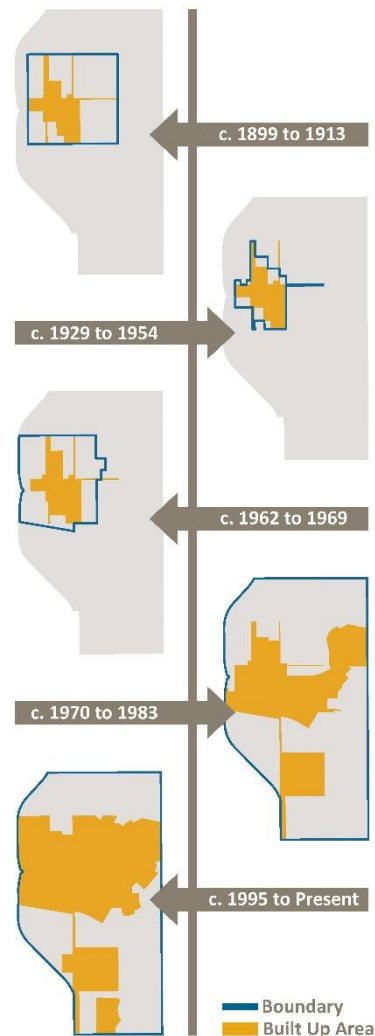 c. 1899 to 1913
c. 1929 to 1954
c. 1962 to 1969
c. 1970 to 1983
c. 1995 to Present
Boundary
Built Up Area